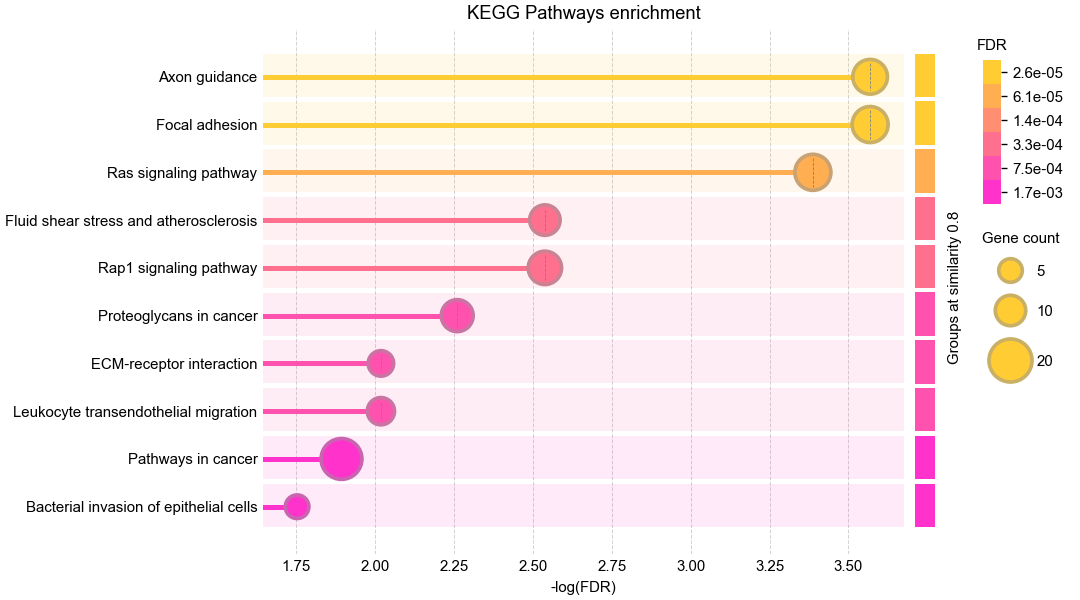 KEGG Pathways enrichment
Axon guidance
Focal adhesion
Ras signaling pathway
Fluid shear stress and atherosclerosis
Rap1 signaling pathway
Proteoglycans in cancer
ECM-receptor interaction
Leukocyte transendothelial migration
Pathways in cancer
Bacterial invasion of epithelial cells
1.75 2.00 2.25 2.50 2.75 3.00 3.25 3.50
-log(FDR)
Groups at similarity 0.8
FDR
2.6e-05
6.1e-05
1.4e-04
3.3e-04
7.5e-04
1.7e-03
Gene count
5
10
20